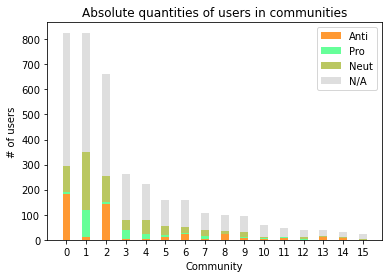 Absolute quantities of users in communities
Anti
Pro
Neut
N/A
# of users
800
700
600
500
400
300
200
100
0
0 1 2 3 4 5 6 7 8 9 10 11 12 13 14 15
Community